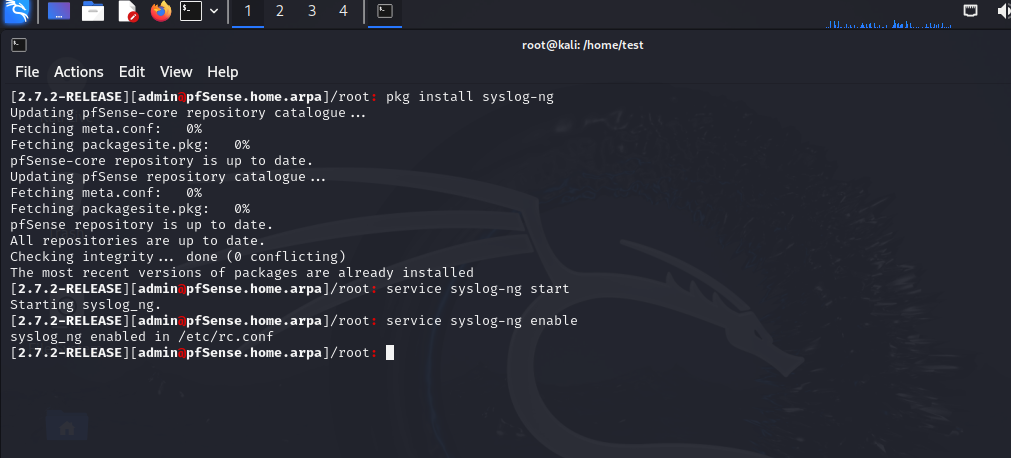 1 2 3 4
root@kali: /home/test
File Actions Edit View Help
[2.7.2-RELEASE][admin@pfSense.home.arpa]/root: pkg install syslog-ng
Updating pfSense-core repository catalogue...
Fetching meta.conf:   0%
Fetching packagesite.pkg:   0%
pfSense-core repository is up to date.
Updating pfSense repository catalogue...
Fetching meta.conf:   0%
Fetching packagesite.pkg:   0%
pfSense repository is up to date.
All repositories are up to date.
Checking integrity... done (0 conflicting)
The most recent versions of packages are already installed
[2.7.2-RELEASE][admin@pfSense.home.arpa]/root: service syslog-ng start
Starting syslog_ng.
[2.7.2-RELEASE][admin@pfSense.home.arpa]/root: service syslog-ng enable
syslog_ng enabled in /etc/rc.conf
[2.7.2-RELEASE][admin@pfSense.home.arpa]/root: